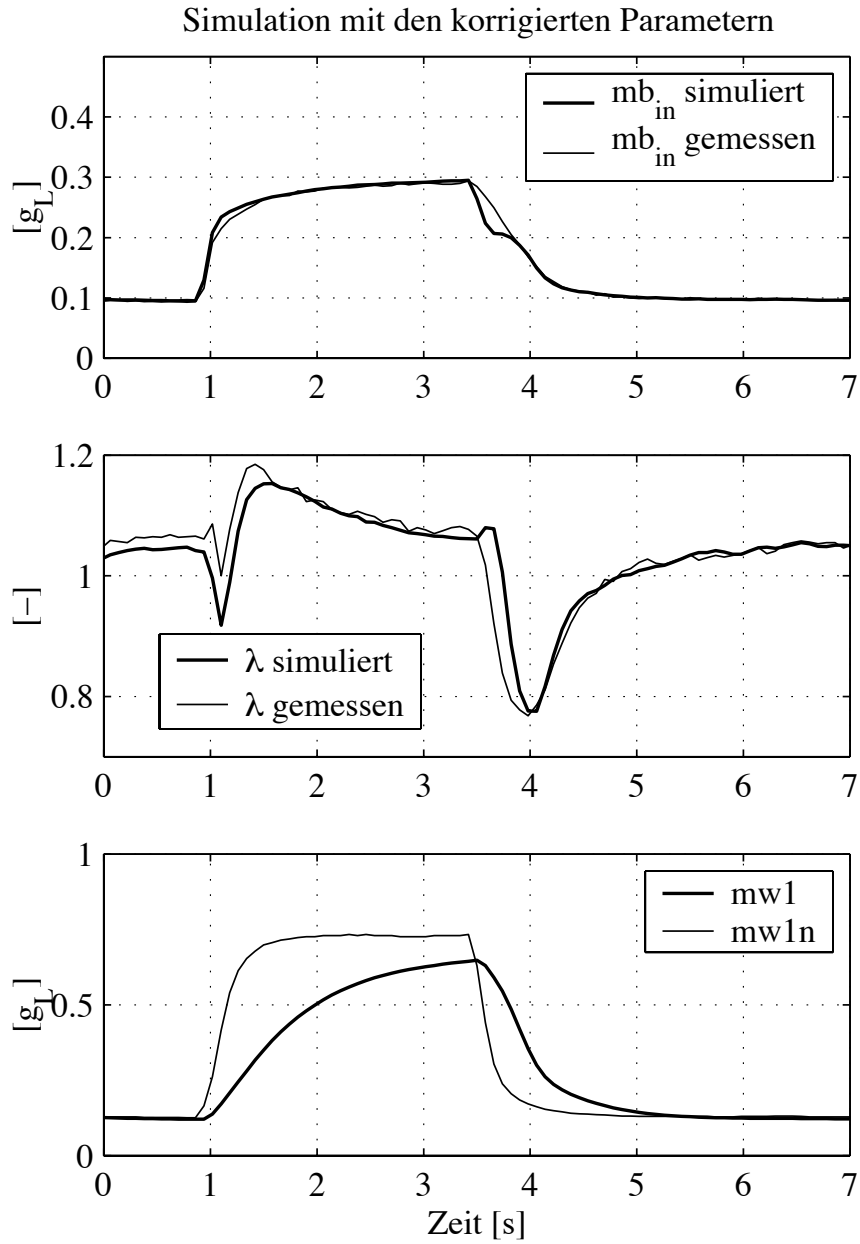 Simulation mit den korrigierten Parametern
mb_in simuliert
mb_in gemessen
[g_L]
0.4
0.3
0.2
0.1
0
0 1 2 3 4 5 6 7
1.2
1
0.8
[−]
λ simuliert
λ gemessen
0 1 2 3 4 5 6 7
1
0.5
0
[g_L]
mw1
mw1n
0 1 2 3 4 5 6 7
Zeit [s]